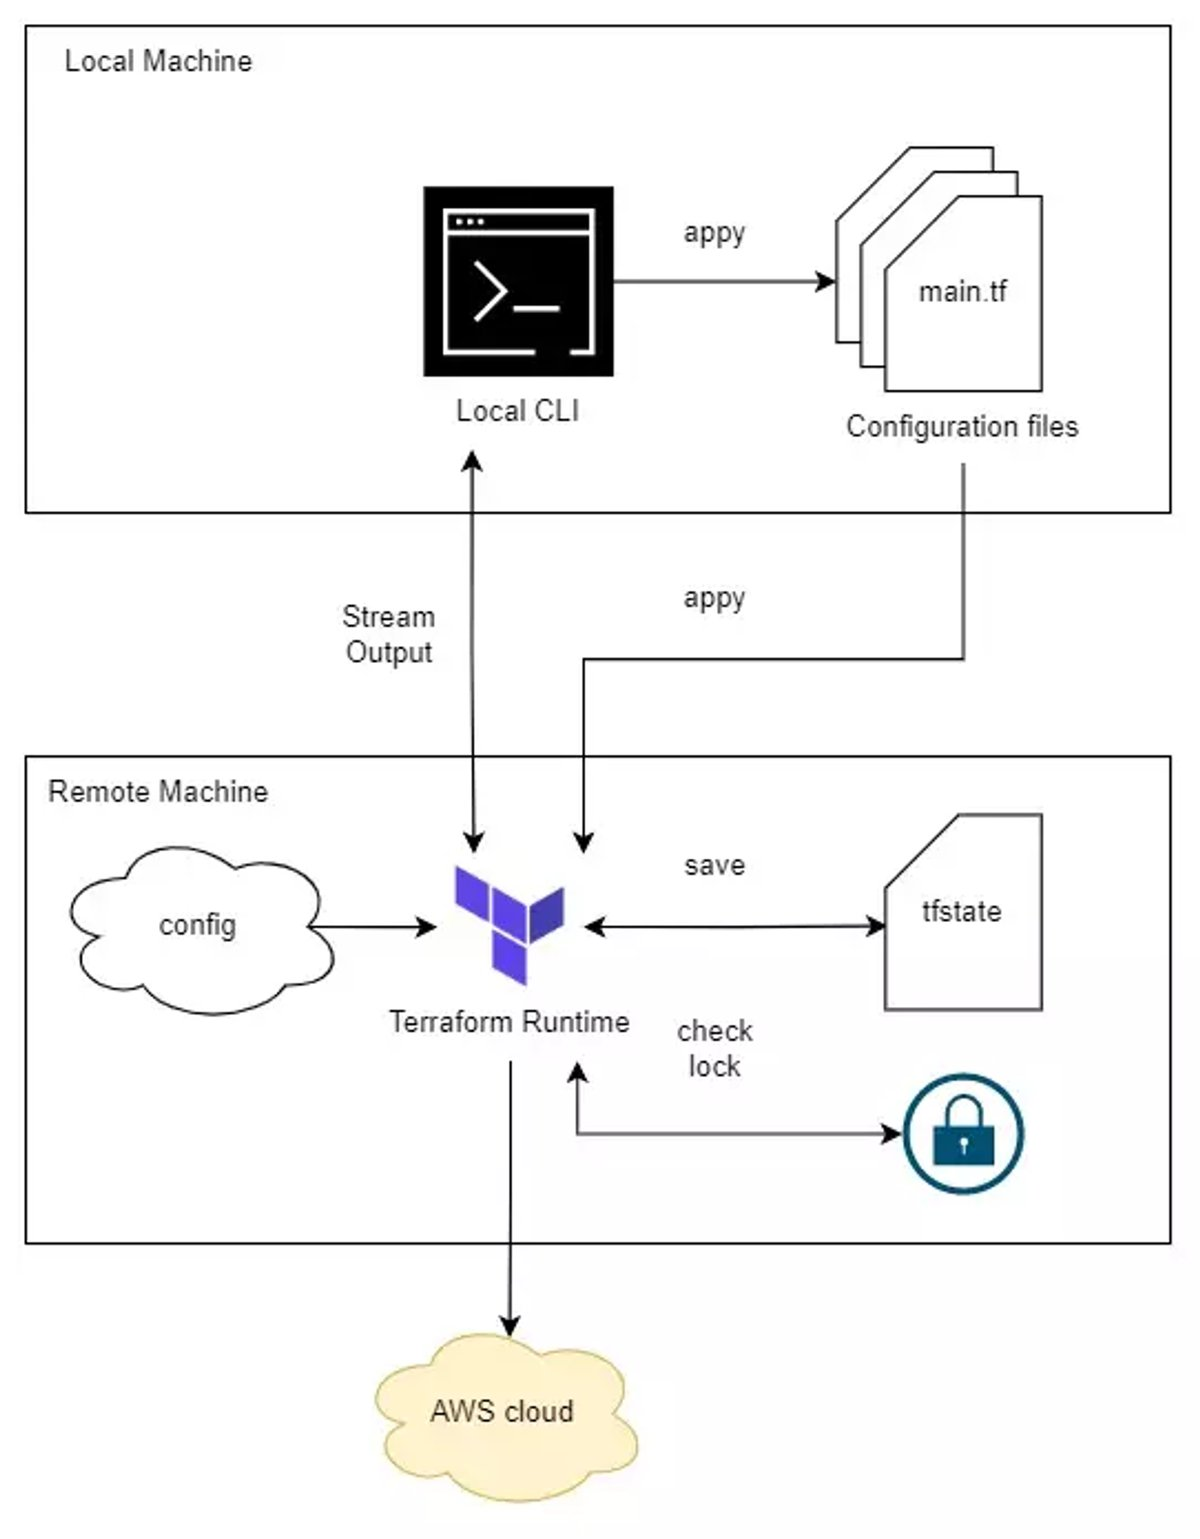 Local Machine
appy
main.tf
Local CLI
Configuration files
Stream
Output
appy
Remote Machine
config
save
tfstate
Terraform Runtime
check
lock
AWS cloud